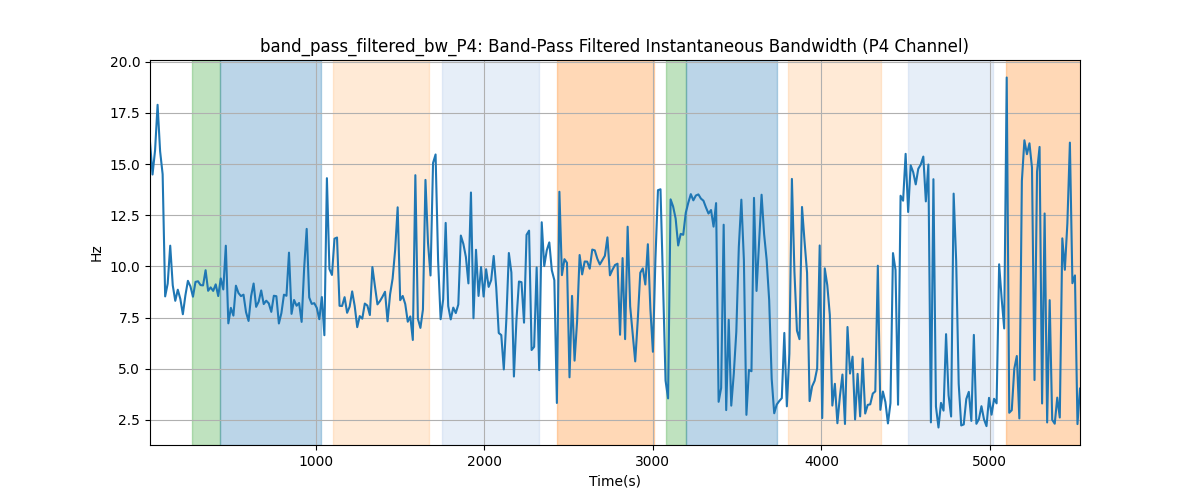 band_pass_filtered_bw_P4: Band-Pass Filtered Instantaneous Bandwidth (P4 Channel)
20.0
17.5
15.0
12.5
10.0
7.5
5.0
2.5
Hz
1000 2000 3000 4000 5000
Time(s)